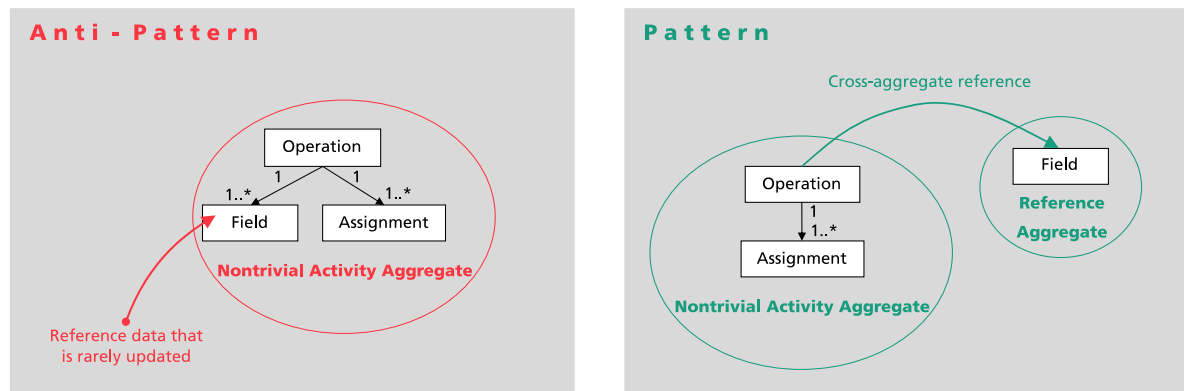 Anti - Pattern
Operation
1
1
1..*
1..*
Field
Assignment
Nontrivial Activity Aggregate
Reference data that
is rarely updated
Pattern
Cross-aggregate reference
Operation
1
1..*
Assignment
Nontrivial Activity Aggregate
Field
Reference
Aggregate